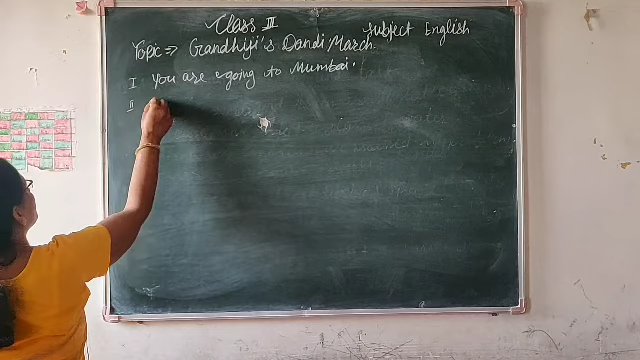 Class III
Subject English
Topic ⇒ Gandhiji's Dandi March.
I You are going to Mumbai.
II